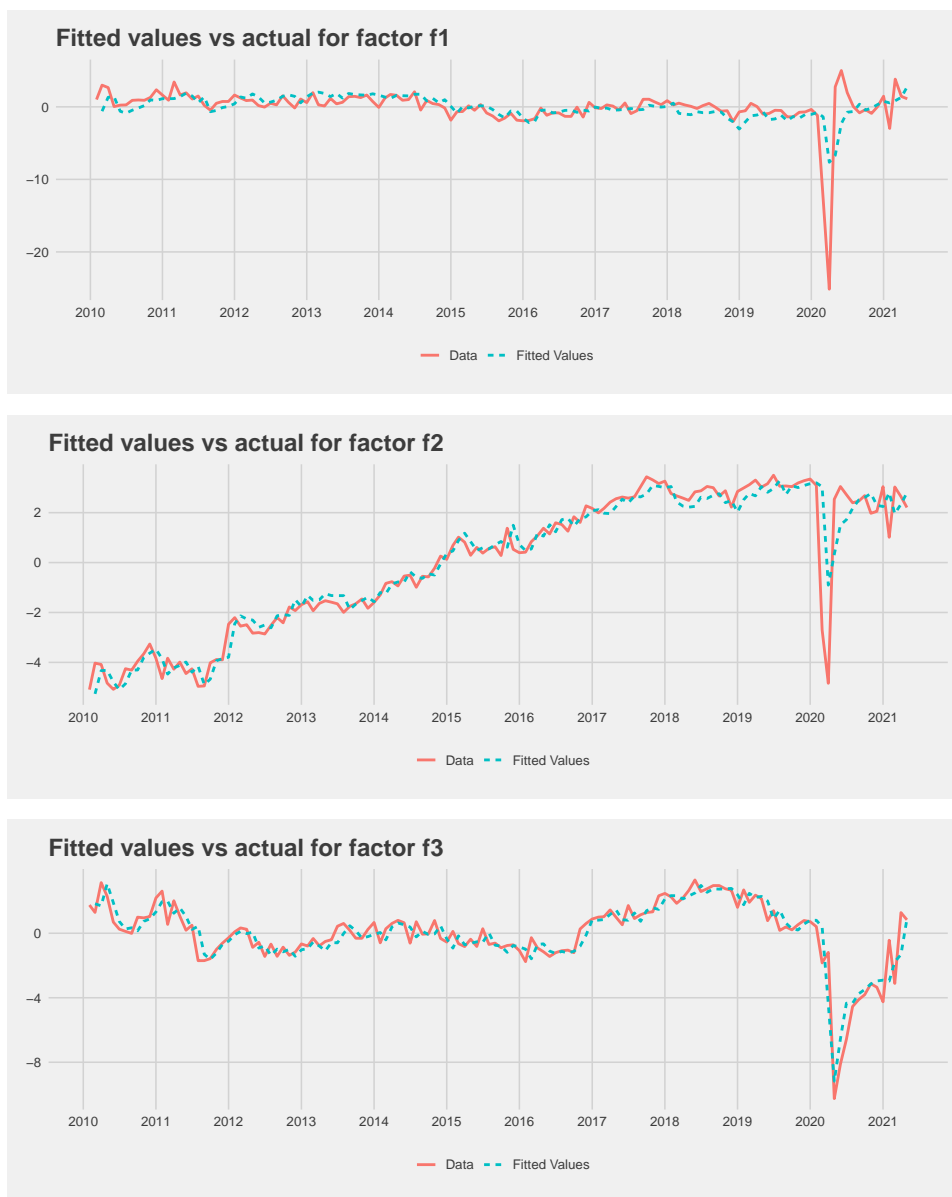 Fitted values vs actual for factor f1
0
−10
−20
2010 2011 2012 2013 2014 2015 2016 2017 2018 2019 2020 2021
Data Fitted Values
Fitted values vs actual for factor f2
2
0
−2
−4
2010 2011 2012 2013 2014 2015 2016 2017 2018 2019 2020 2021
Data Fitted Values
Fitted values vs actual for factor f3
0
−4
−8
2010 2011 2012 2013 2014 2015 2016 2017 2018 2019 2020 2021
Data Fitted Values